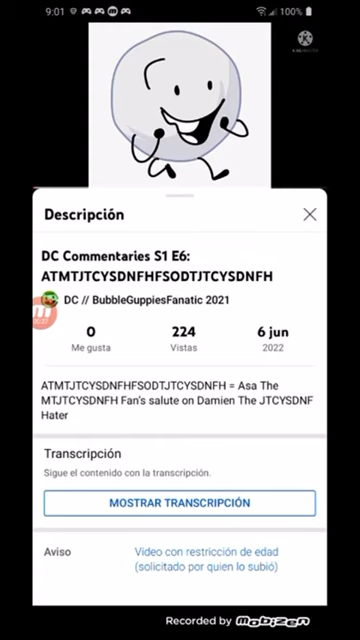 9:01
100%
KINEMASTER
Descripción
DC Commentaries S1 E6:
ATMTJTCYSDNFHFSODTJTCYSDNFH
DC // BubbleGuppiesFanatic 2021
0
224
6 jun
Me gusta
Vistas
2022
ATMTJTCYSDNFHFSODTJTCYSDNFH = Asa The
MTJTCYSDNFH Fan's salute on Damien The JTCYSDNF
Hater
Transcripción
Sigue el contenido con la transcripción.
MOSTRAR TRANSCRIPCIÓN
Aviso
Video con restricción de edad
(solicitado por quien lo subió)
Recorded by Mobizen